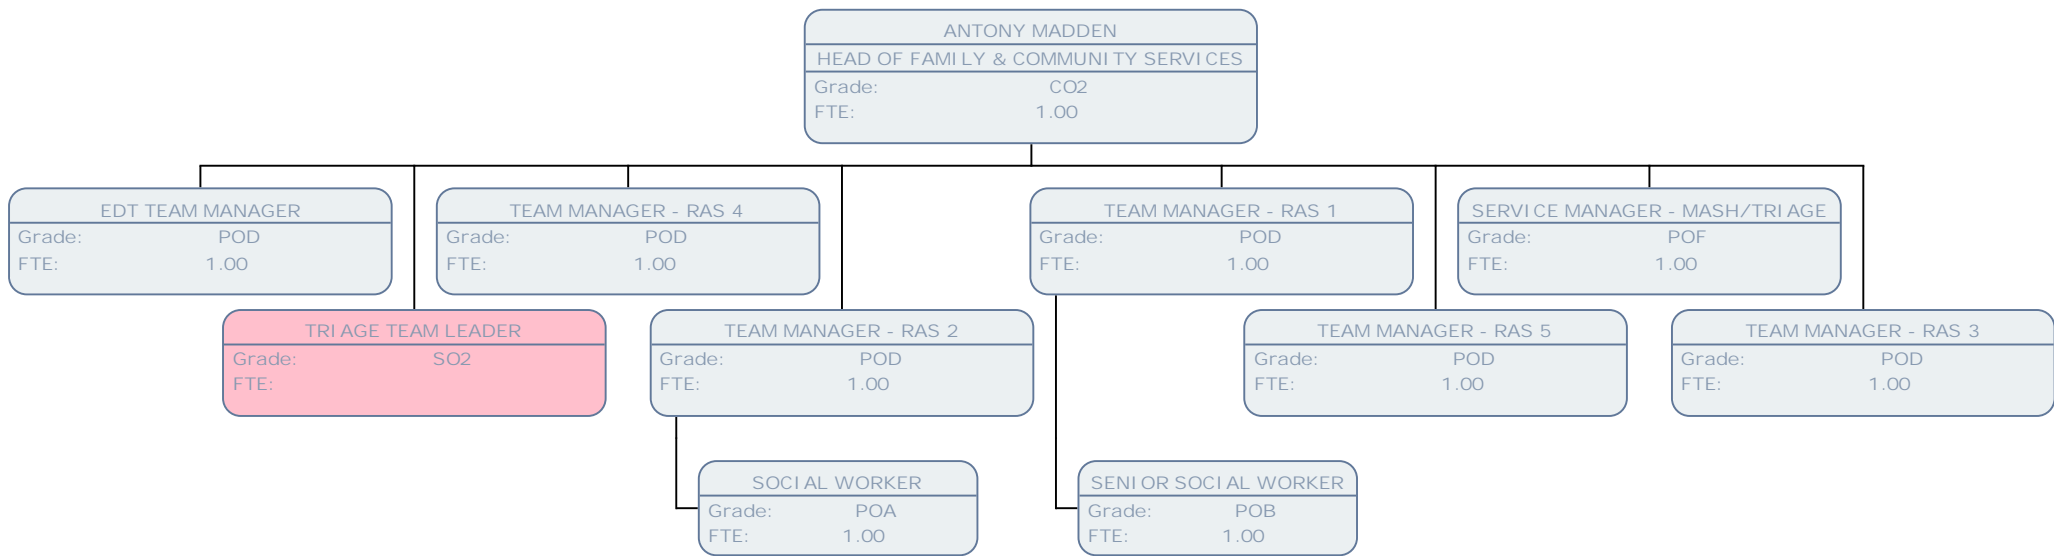 ANTONY MADDEN
HEAD OF FAMILY & COMMUNITY SERVICES
Grade: CO2
FTE: 1.00
EDT TEAM MANAGER
Grade: POD
FTE: 1.00
TEAM MANAGER - RAS 4
Grade: POD
FTE: 1.00
TEAM MANAGER - RAS 1
Grade: POD
FTE: 1.00
SERVICE MANAGER - MASH/TRIAGE
Grade: POF
FTE: 1.00
TRIAGE TEAM LEADER
Grade: SO2
FTE:
TEAM MANAGER - RAS 2
Grade: POD
FTE: 1.00
TEAM MANAGER - RAS 5
Grade: POD
FTE: 1.00
TEAM MANAGER - RAS 3
Grade: POD
FTE: 1.00
SOCIAL WORKER
Grade: POA
FTE: 1.00
SENIOR SOCIAL WORKER
Grade: POB
FTE: 1.00